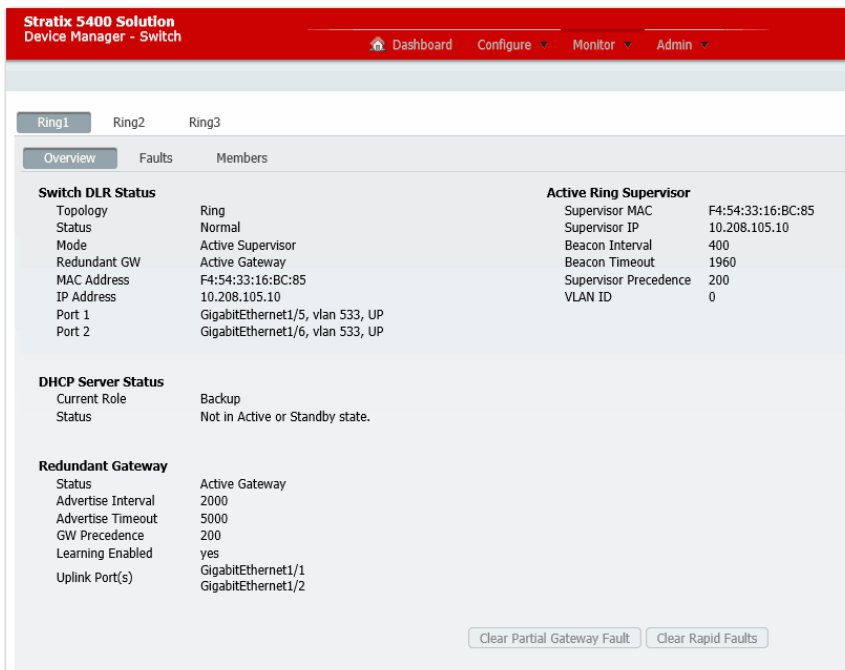 Stratix 5400 Solution
Device Manager - Switch
Dashboard Configure Monitor Admin
Ring1 Ring2 Ring3
Overview Faults Members
Switch DLR Status
Topology Ring
Status Normal
Mode Active Supervisor
Redundant GW Active Gateway
MAC Address F4:54:33:16:BC:85
IP Address 10.208.105.10
Port 1 GigabitEthernet1/5, vlan 533, UP
Port 2 GigabitEthernet1/6, vlan 533, UP
Active Ring Supervisor
Supervisor MAC F4:54:33:16:BC:85
Supervisor IP 10.208.105.10
Beacon Interval 400
Beacon Timeout 1960
Supervisor Precedence 200
VLAN ID 0
DHCP Server Status
Current Role Backup
Status Not in Active or Standby state.
Redundant Gateway
Status Active Gateway
Advertise Interval 2000
Advertise Timeout 5000
GW Precedence 200
Learning Enabled yes
Uplink Port(s) GigabitEthernet1/1
GigabitEthernet1/2
Clear Partial Gateway Fault Clear Rapid Faults